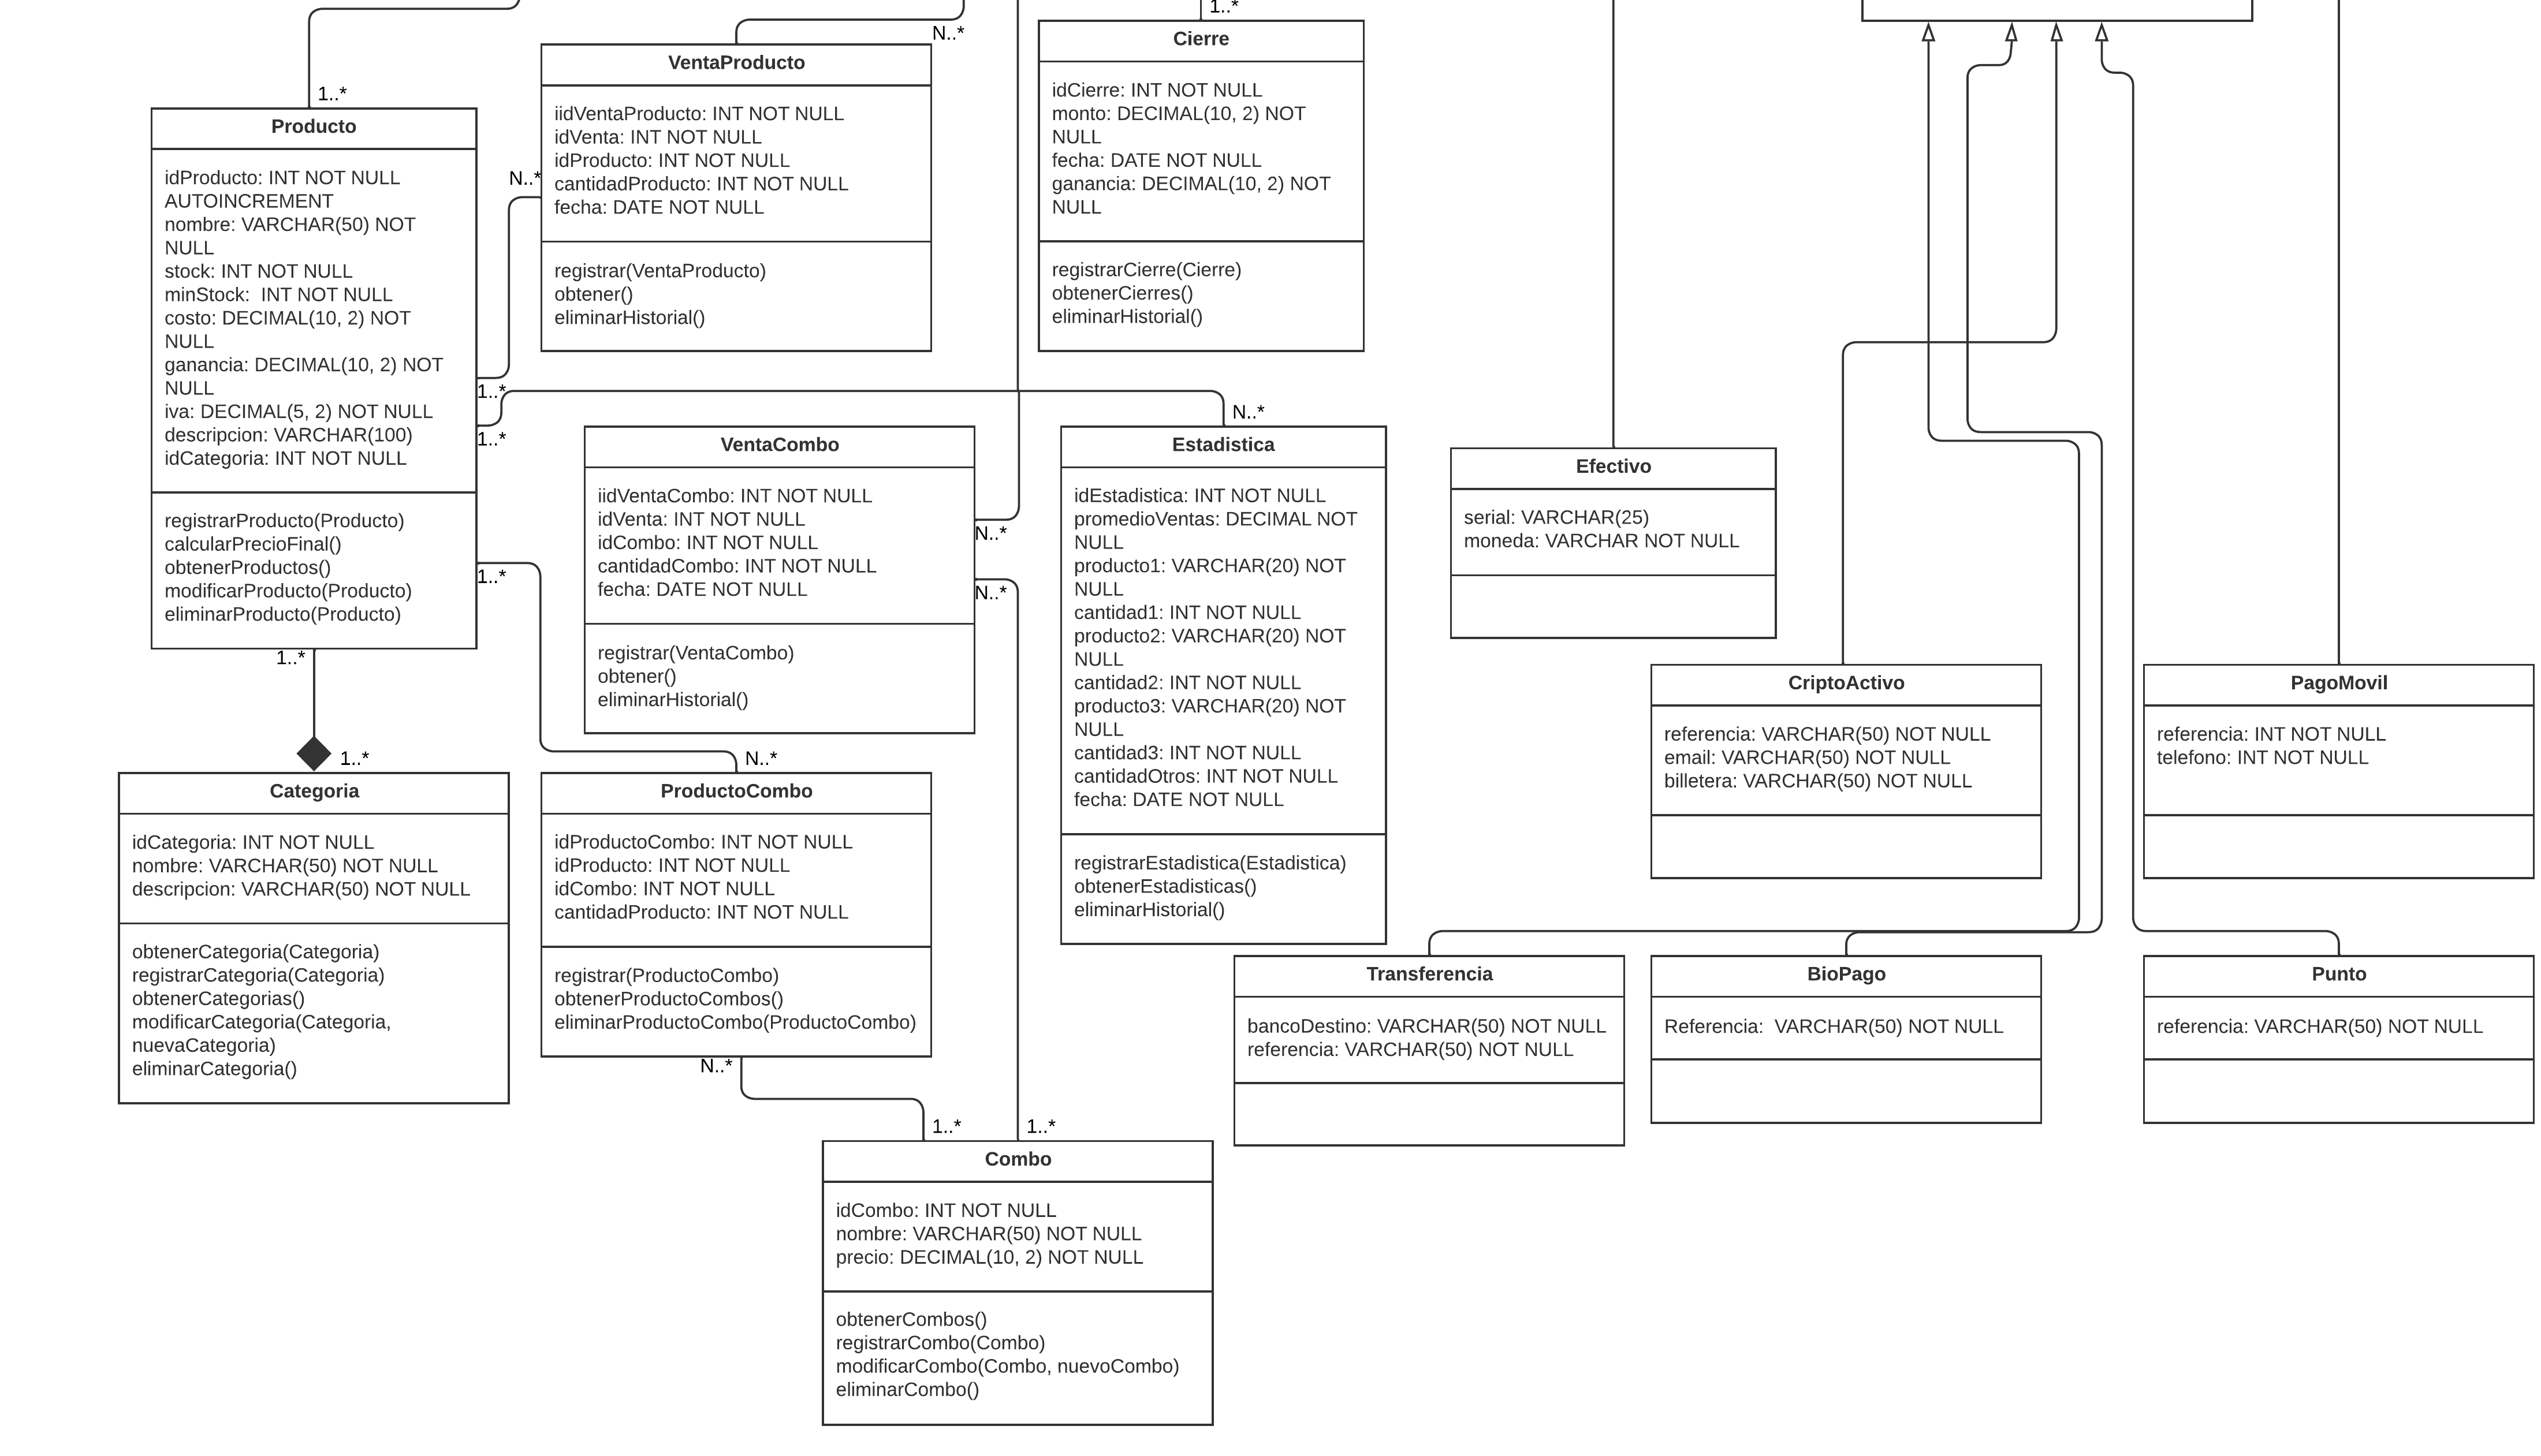 1..*
N..*
Cierre
idCierre: INT NOT NULL
monto: DECIMAL(10, 2) NOT
NULL
fecha: DATE NOT NULL
ganancia: DECIMAL(10, 2) NOT
NULL
registrarCierre(Cierre)
obtenerCierres()
eliminarHistorial()
VentaProducto
iidVentaProducto: INT NOT NULL
idVenta: INT NOT NULL
idProducto: INT NOT NULL
cantidadProducto: INT NOT NULL
fecha: DATE NOT NULL
registrar(VentaProducto)
obtener()
eliminarHistorial()
N..*
1..*
Producto
idProducto: INT NOT NULL
AUTOINCREMENT
nombre: VARCHAR(50) NOT
NULL
stock: INT NOT NULL
minStock:  INT NOT NULL
costo: DECIMAL(10, 2) NOT
NULL
ganancia: DECIMAL(10, 2) NOT
NULL
iva: DECIMAL(5, 2) NOT NULL
descripcion: VARCHAR(100)
idCategoria: INT NOT NULL
registrarProducto(Producto)
calcularPrecioFinal()
obtenerProductos()
modificarProducto(Producto)
eliminarProducto(Producto)
1..*
1..*
1..*
1..*
N..*
VentaCombo
iidVentaCombo: INT NOT NULL
idVenta: INT NOT NULL
idCombo: INT NOT NULL
cantidadCombo: INT NOT NULL
fecha: DATE NOT NULL
registrar(VentaCombo)
obtener()
eliminarHistorial()
N..*
N..*
Estadistica
idEstadistica: INT NOT NULL
promedioVentas: DECIMAL NOT
NULL
producto1: VARCHAR(20) NOT
NULL
cantidad1: INT NOT NULL
producto2: VARCHAR(20) NOT
NULL
cantidad2: INT NOT NULL
producto3: VARCHAR(20) NOT
NULL
cantidad3: INT NOT NULL
cantidadOtros: INT NOT NULL
fecha: DATE NOT NULL
registrarEstadistica(Estadistica)
obtenerEstadisticas()
eliminarHistorial()
Efectivo
serial: VARCHAR(25)
moneda: VARCHAR NOT NULL
CriptoActivo
referencia: VARCHAR(50) NOT NULL
email: VARCHAR(50) NOT NULL
billetera: VARCHAR(50) NOT NULL
PagoMovil
referencia: INT NOT NULL
telefono: INT NOT NULL
1..*
N..*
Categoria
idCategoria: INT NOT NULL
nombre: VARCHAR(50) NOT NULL
descripcion: VARCHAR(50) NOT NULL
obtenerCategoria(Categoria)
registrarCategoria(Categoria)
obtenerCategorias()
modificarCategoria(Categoria,
nuevaCategoria)
eliminarCategoria()
ProductoCombo
idProductoCombo: INT NOT NULL
idProducto: INT NOT NULL
idCombo: INT NOT NULL
cantidadProducto: INT NOT NULL
registrar(ProductoCombo)
obtenerProductoCombos()
eliminarProductoCombo(ProductoCombo)
N..*
Transferencia
bancoDestino: VARCHAR(50) NOT NULL
referencia: VARCHAR(50) NOT NULL
BioPago
Referencia:  VARCHAR(50) NOT NULL
Punto
referencia: VARCHAR(50) NOT NULL
1..*
1..*
Combo
idCombo: INT NOT NULL
nombre: VARCHAR(50) NOT NULL
precio: DECIMAL(10, 2) NOT NULL
obtenerCombos()
registrarCombo(Combo)
modificarCombo(Combo, nuevoCombo)
eliminarCombo()